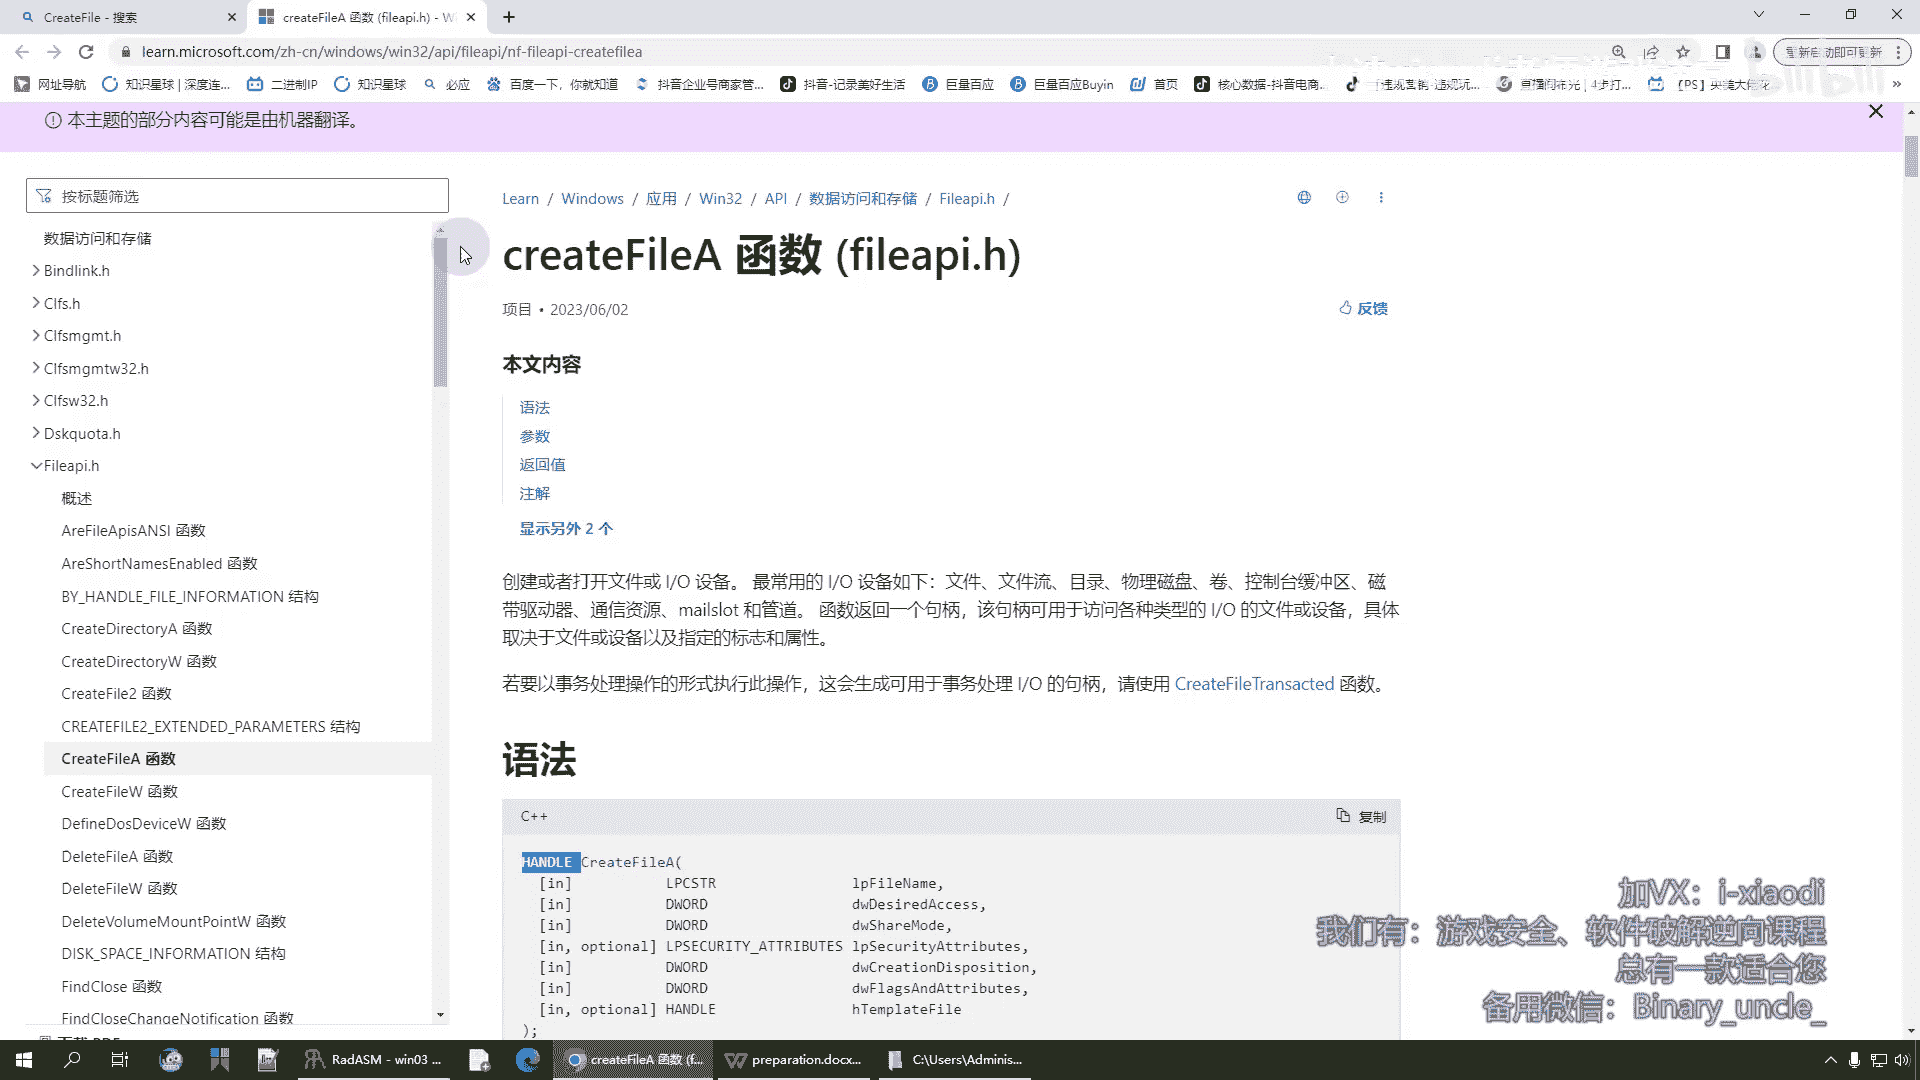 CreateFile - 搜索
createFileA 函数 (fileapi.h) - W
learn.microsoft.com/zh-cn/windows/win32/api/fileapi/nf-fileapi-createfilea
重新启动即可更新
网址导航 知识星球 | 深度连... 二进制IP 知识星球 必应 百度一下，你就知道 抖音企业号商家管... 抖音-记录美好生活 巨量百应 巨量百应Buyin 首页 核心数据-抖音电商...
本主题的部分内容可能是由机器翻译。
按标题筛选
数据访问和存储
Bindlink.h
Clfs.h
Clfsmgmt.h
Clfsmgmtw32.h
Clfsw32.h
Dskquota.h
Fileapi.h
概述
AreFileApisANSI 函数
AreShortNamesEnabled 函数
BY_HANDLE_FILE_INFORMATION 结构
CreateDirectoryA 函数
CreateDirectoryW 函数
CreateFile2 函数
CREATEFILE2_EXTENDED_PARAMETERS 结构
CreateFileA 函数
CreateFileW 函数
DefineDosDeviceW 函数
DeleteFileA 函数
DeleteFileW 函数
DeleteVolumeMountPointW 函数
DISK_SPACE_INFORMATION 结构
FindClose 函数
FindCloseChangeNotification 函数
Learn / Windows / 应用 / Win32 / API / 数据访问和存储 / Fileapi.h /
createFileA 函数 (fileapi.h)
项目 • 2023/06/02
反馈
本文内容
语法
参数
返回值
注解
显示另外 2 个
创建或者打开文件或 I/O 设备。 最常用的 I/O 设备如下：文件、文件流、目录、物理磁盘、卷、控制台缓冲区、磁
带驱动器、通信资源、mailslot 和管道。 函数返回一个句柄，该句柄可用于访问各种类型的 I/O 的文件或设备，具体
取决于文件或设备以及指定的标志和属性。
若要以事务处理操作的形式执行此操作，这会生成可用于事务处理 I/O 的句柄，请使用 CreateFileTransacted 函数。
语法
C++
复制
HANDLE CreateFileA(
[in] LPCSTR lpFileName,
[in] DWORD dwDesiredAccess,
[in] DWORD dwShareMode,
[in, optional] LPSECURITY_ATTRIBUTES lpSecurityAttributes,
[in] DWORD dwCreationDisposition,
[in] DWORD dwFlagsAndAttributes,
[in, optional] HANDLE hTemplateFile
);
加VX：i-xiaodi
我们有：游戏安全、软件破解逆向课程
总有一款适合您
备用微信：Binary_uncle_
RadASM - win03 ...
createFileA 函数 (f...
preparation.docx...
C:\Users\Adminis...